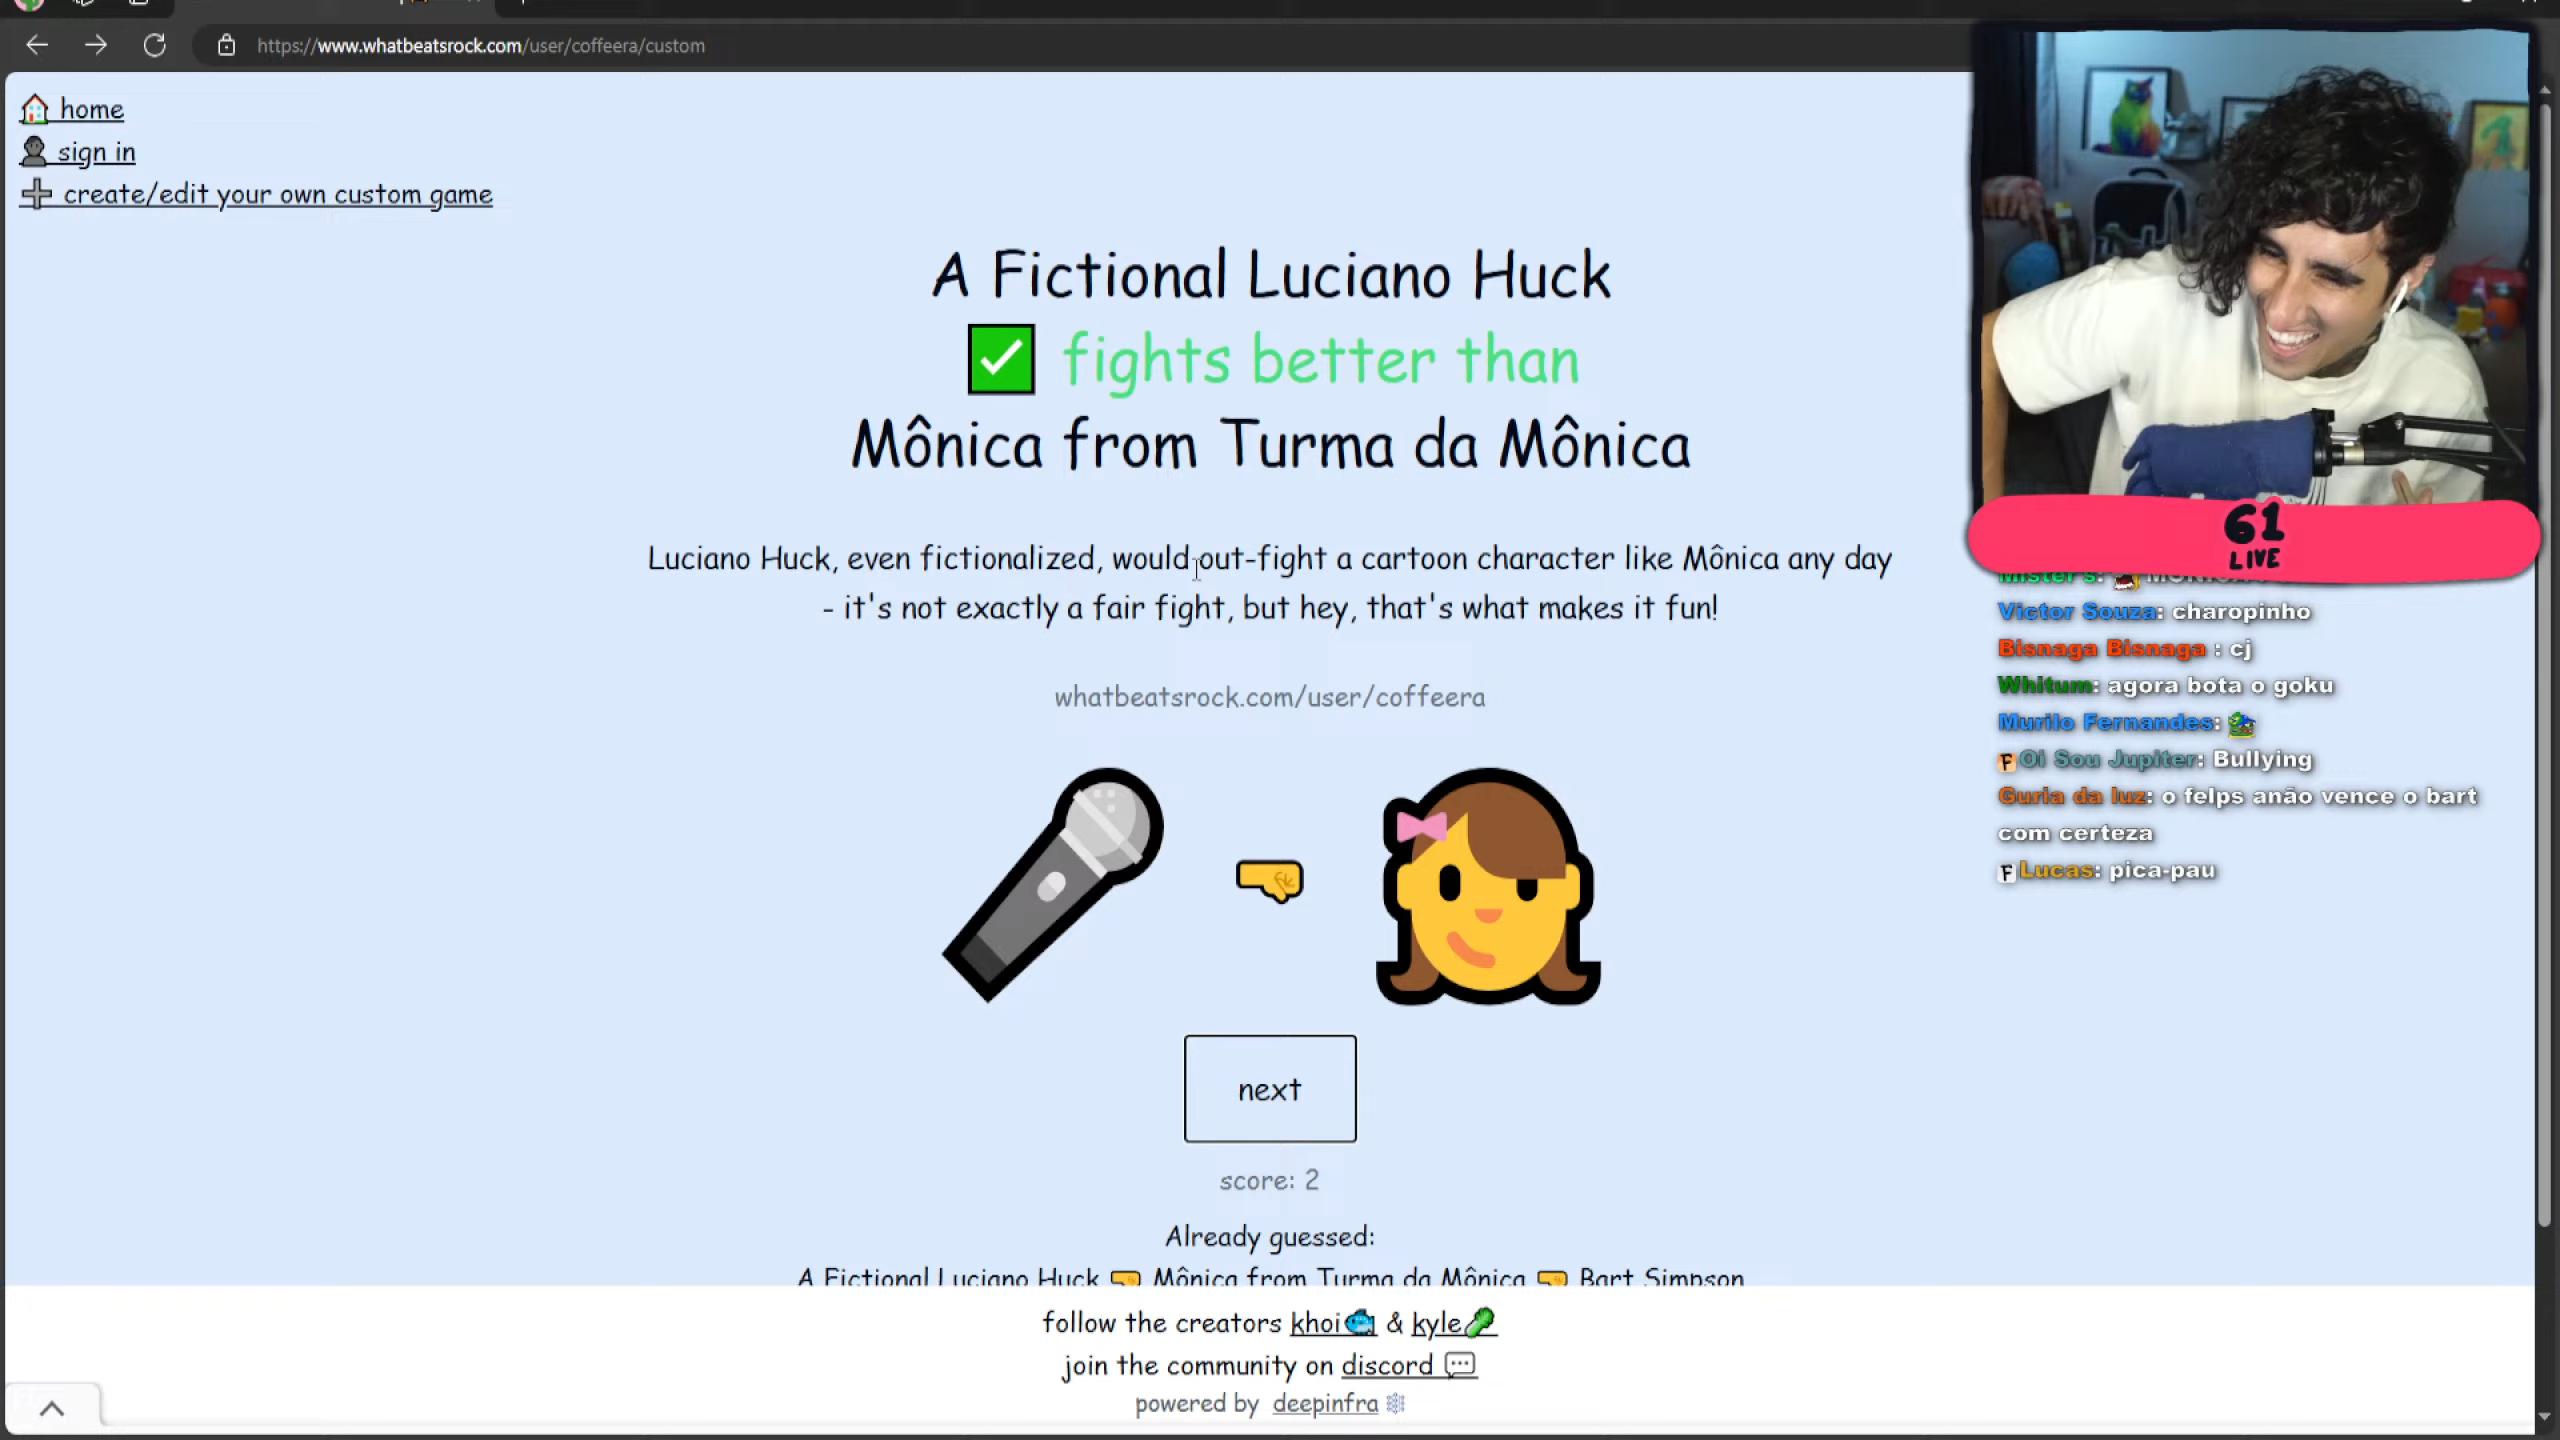 https://www.whatbeatsrock.com/user/coffeera/custom
home
sign in
create/edit your own custom game
A Fictional Luciano Huck
fights better than
Mônica from Turma da Mônica
Luciano Huck, even fictionalized, would out-fight a cartoon character like Mônica any day
- it's not exactly a fair fight, but hey, that's what makes it fun!
whatbeatsrock.com/user/coffeera
next
score: 2
Already guessed:
A Fictional Luciano Huck Mônica from Turma da Mônica Bart Simpson
follow the creators khoi & kyle
join the community on discord
powered by deepinfra
61
LIVE
Mister's:
Victor Souza: charopinho
Bisnaga Bisnaga : cj
Whitum: agora bota o goku
Murilo Fernandes:
F Oi Sou Jupiter: Bullying
Guria da luz: o felps anão vence o bart
com certeza
F Lucas: pica-pau